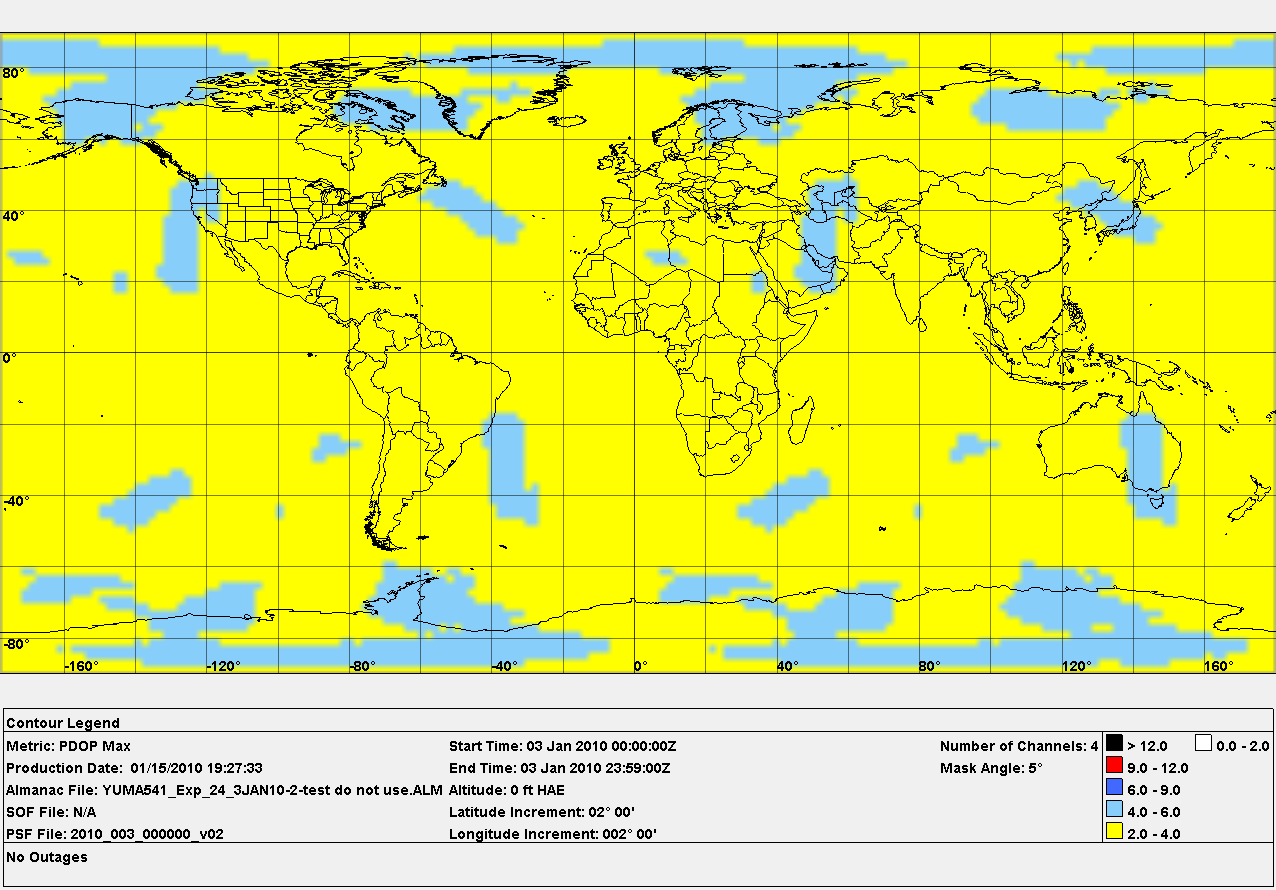 80°
40°
0°
-40°
-80°
-160° -120° -80° -40° 0° 40° 80° 120° 160°
Contour Legend
Metric: PDOP Max Start Time: 03 Jan 2010 00:00:00Z Number of Channels: 4 > 12.0 0.0 - 2.0
Production Date: 01/15/2010 19:27:33 End Time: 03 Jan 2010 23:59:00Z Mask Angle: 5° 9.0 - 12.0
Almanac File: YUMA541_Exp_24_3JAN10-2-test do not use.ALM Altitude: 0 ft HAE 6.0 - 9.0
SOF File: N/A Latitude Increment: 02° 00' 4.0 - 6.0
PSF File: 2010_003_000000_v02 Longitude Increment: 002° 00' 2.0 - 4.0
No Outages